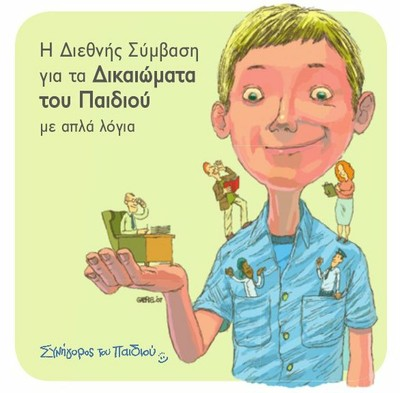 Η Διεθνής Σύμβαση
για τα Δικαιώματα
του Παιδιού
με απλά λόγια
Συνήγορος του Παιδιού